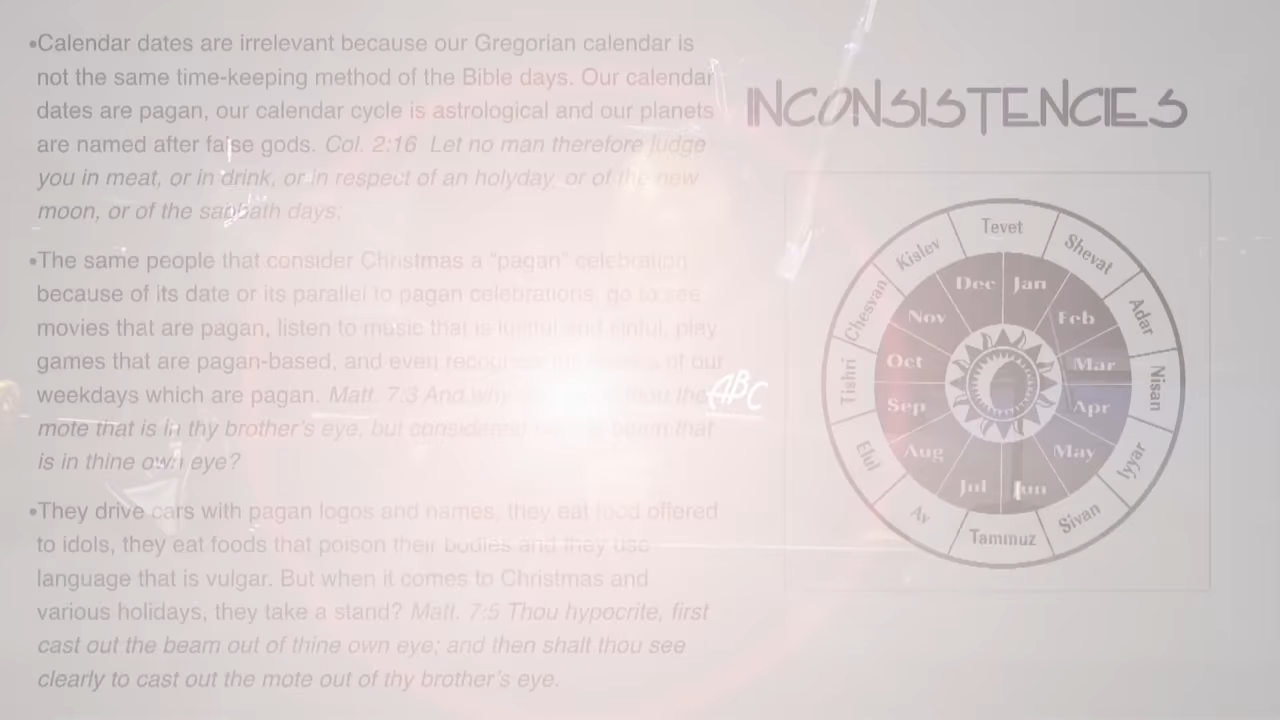 •Calendar dates are irrelevant because our Gregorian calendar is
not the same time-keeping method of the Bible days. Our calendar
dates are pagan, our calendar cycle is astrological and our planets
are named after false gods. Col. 2:16 Let no man therefore judge
you in meat, or in drink, or in respect of an holyday, or of the new
moon, or of the sabbath days:
•The same people that consider Christmas a “pagan” celebration
because of its date or its parallel to pagan celebrations, go to see
movies that are pagan, listen to music that is lustful and sinful, play
games that are pagan-based, and even of our
weekdays which are pagan. Matt. 7:3 And why thou the
mote that is in thy brother's eye, but considerest beam that
is in thine own eye?
•They drive cars with pagan logos and names, they eat food offered
to idols, they eat foods that poison their bodies and they use
language that is vulgar. But when it comes to Christmas and
various holidays, they take a stand? Matt. 7:5 Thou hypocrite, first
cast out the beam out of thine own eye; and then shalt thou see
clearly to cast out the mote out of thy brother's eye.
INCONSISTENCIES
Tevet
Shevat
Adar
Nisan
Iyyar
Sivan
Tammuz
Av
Elul
Tishri
Chesvan
Kislev
Dec
Jan
Feb
Mar
Apr
May
Jun
Jul
Aug
Sep
Oct
Nov
ABC